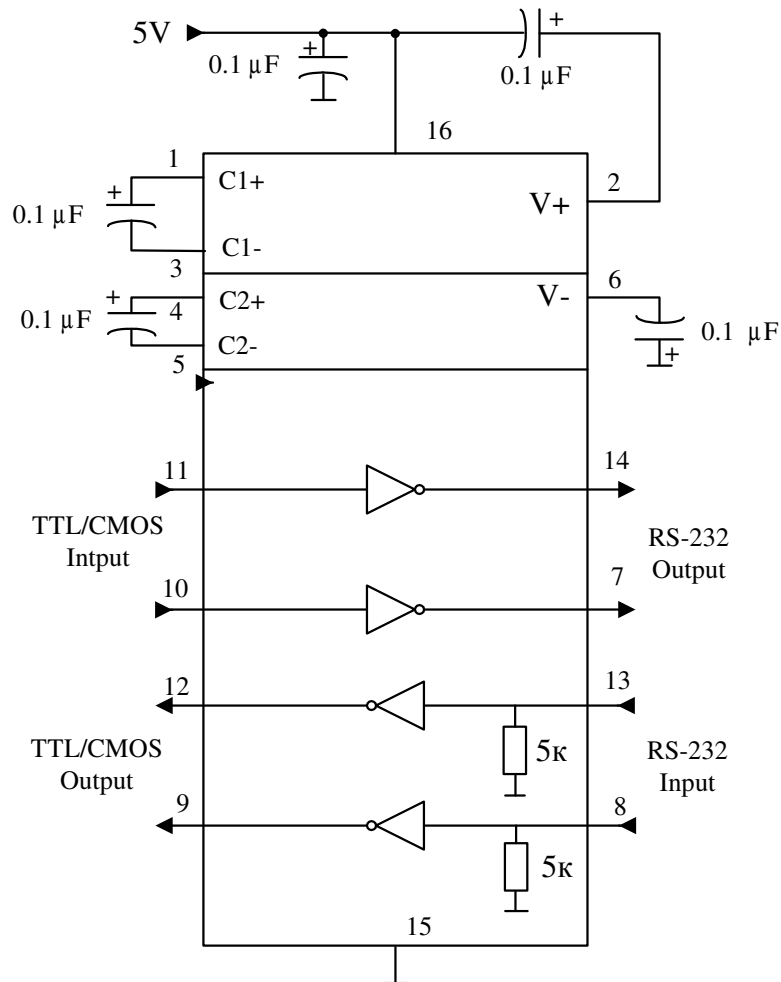 5V
+
0.1 µF
+
0.1 µF
16
1
C1+
2
+
V+
0.1 µF
C1-
3
6
+
C2+
V-
4
0.1 µF
C2-
0.1 µF
+
5
11
14
TTL/CMOS
Intput
RS-232
Output
10
7
12
13
TTL/CMOS
Output
5к
RS-232
Input
9
8
5к
15